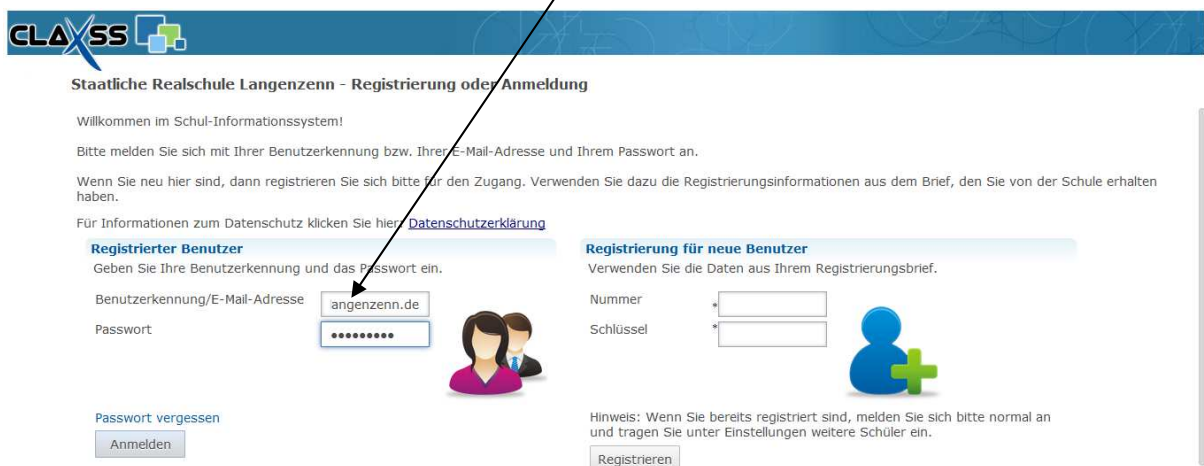 CLAXSS
Staatliche Realschule Langenzenn - Registrierung oder Anmeldung
Willkommen im Schul-Informationssystem!
Bitte melden Sie sich mit Ihrer Benutzerkennung bzw. Ihrer E-Mail-Adresse und Ihrem Passwort an.
Wenn Sie neu hier sind, dann registrieren Sie sich bitte für den Zugang. Verwenden Sie dazu die Registrierungsinformationen aus dem Brief, den Sie von der Schule erhalten
haben.
Für Informationen zum Datenschutz klicken Sie hier: Datenschutzerklärung
Registrierter Benutzer
Geben Sie Ihre Benutzerkennung und das Passwort ein.
Benutzerkennung/E-Mail-Adresse angenzenn.de
Passwort •••••••••
Passwort vergessen
Anmelden
Registrierung für neue Benutzer
Verwenden Sie die Daten aus Ihrem Registrierungsbrief.
Nummer *
Schlüssel *
Hinweis: Wenn Sie bereits registriert sind, melden Sie sich bitte normal an
und tragen Sie unter Einstellungen weitere Schüler ein.
Registrieren